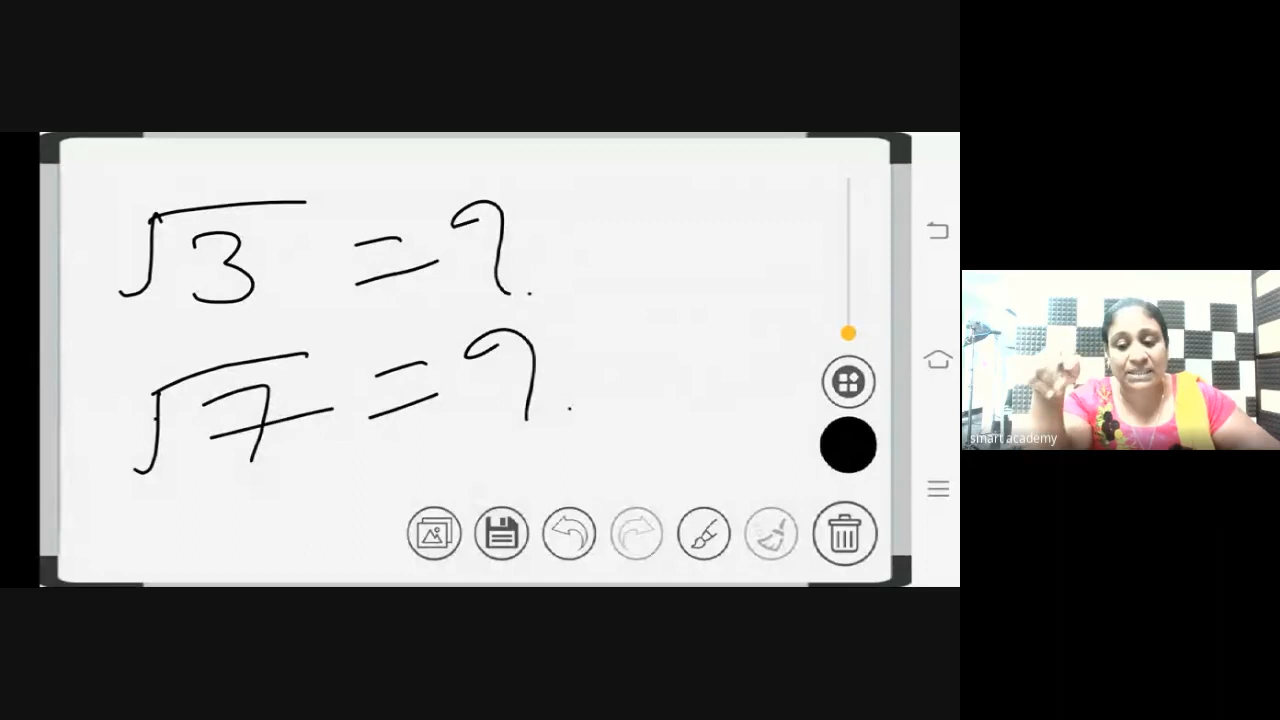 √3 = ?
√7 = ?
smart academy